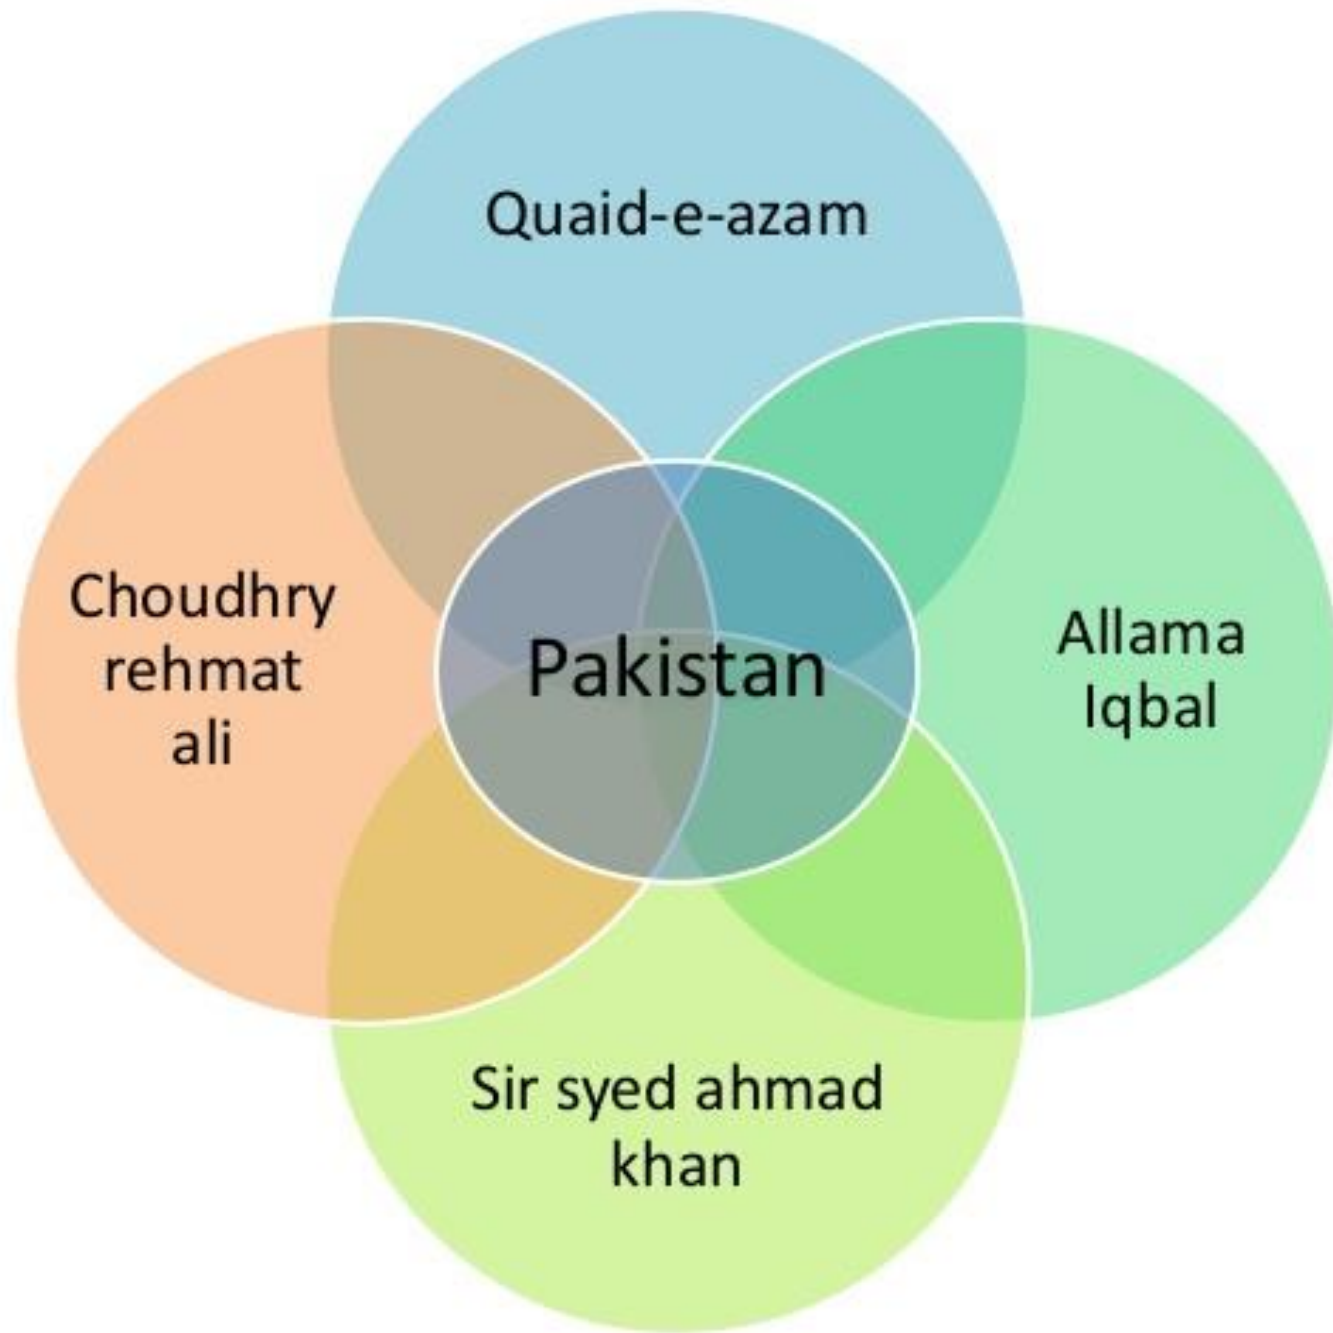 Quaid-e-azam
Choudhry
rehmat
ali
Pakistan
Allama
Iqbal
Sir syed ahmad
khan